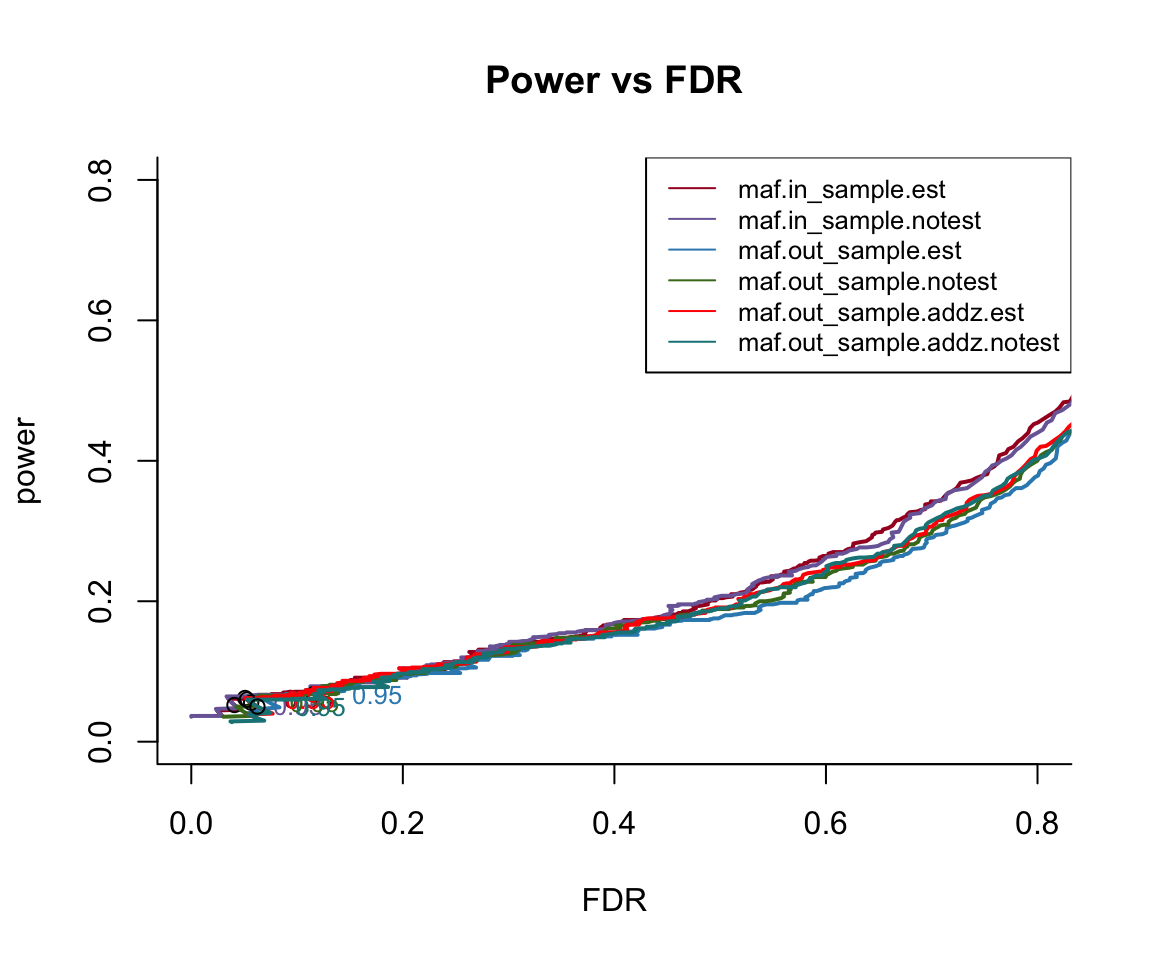 Power vs FDR
maf.in_sample.est
maf.in_sample.notest
maf.out_sample.est
maf.out_sample.notest
maf.out_sample.addz.est
maf.out_sample.addz.notest
power
0.8
0.6
0.4
0.2
0.0
0.95
0.95
0.0
0.2
0.4
0.6
0.8
FDR